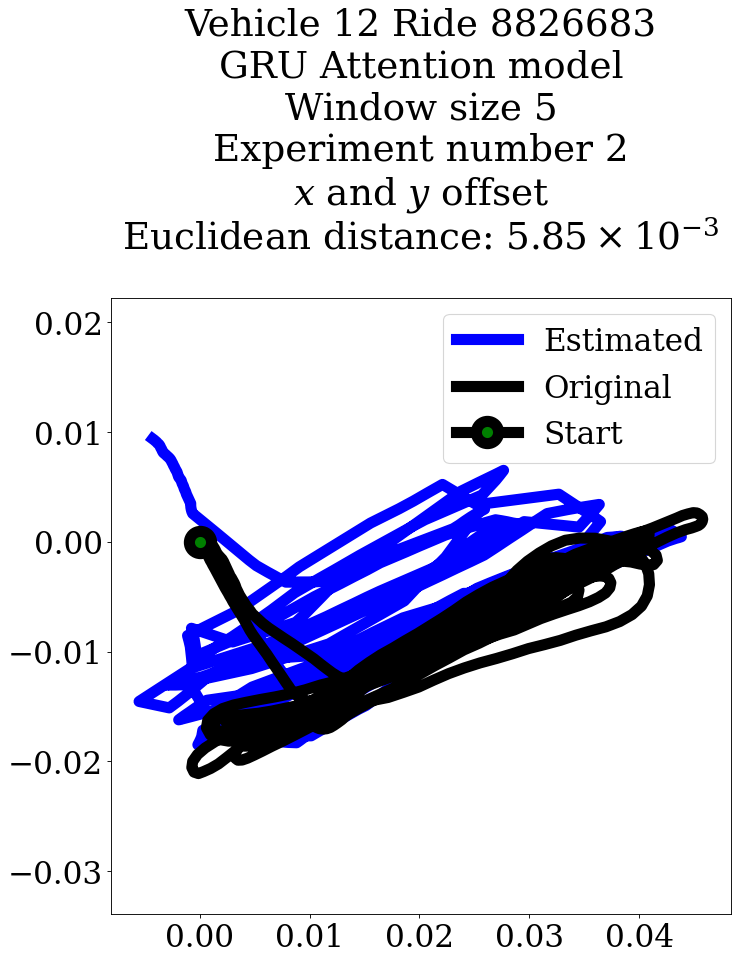 Vehicle 12 Ride 8826683
GRU Attention model
Window size 5
Experiment number 2
x and y offset
Euclidean distance: 5.85 × 10⁻³
0.02
0.01
0.00
−0.01
−0.02
−0.03
Estimated
Original
Start
0.00 0.01 0.02 0.03 0.04